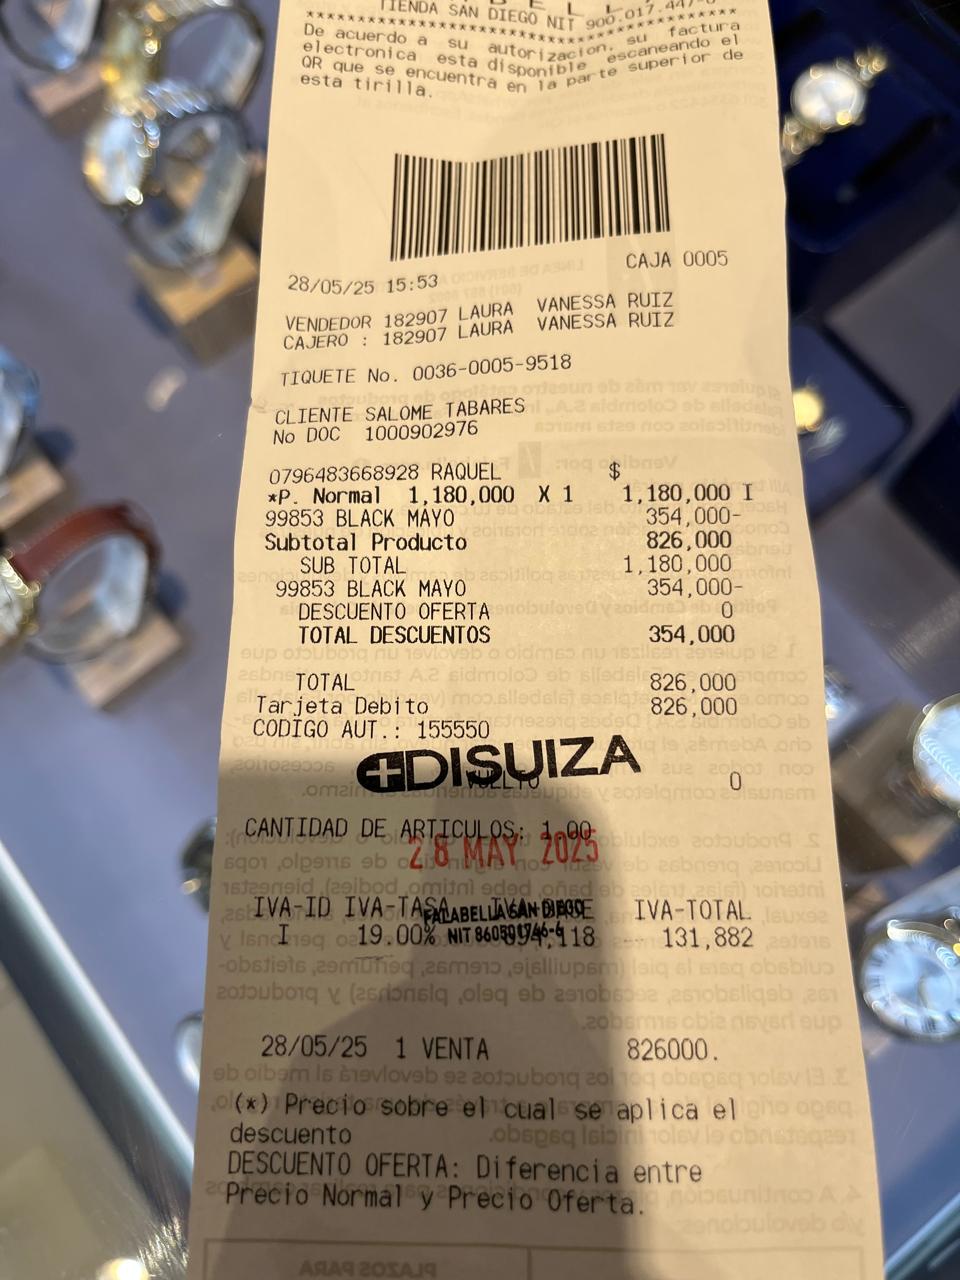 TIENDA SAN DIEGO NIT 900.017.447-8
****************************************
De acuerdo a su autorizacion, su factura
electronica esta disponible escaneando el
QR que se encuentra en la parte superior de
esta tirilla.
CAJA 0005
28/05/25 15:53
VENDEDOR 182907 LAURA VANESSA RUIZ
CAJERO : 182907 LAURA VANESSA RUIZ
TIQUETE No. 0036-0005-9518
CLIENTE SALOME TABARES
No DOC 1000902976
0796483668928 RAQUEL $
*P. Normal 1,180,000 X 1 1,180,000 I
99853 BLACK MAYO 354,000-
Subtotal Producto 826,000
SUB TOTAL 1,180,000
99853 BLACK MAYO 354,000-
DESCUENTO OFERTA 0
TOTAL DESCUENTOS 354,000
TOTAL 826,000
Tarjeta Debito 826,000
CODIGO AUT.: 155550
DISUIZA
VUELTO 0
CANTIDAD DE ARTICULOS: 1.00
28 MAY 2025
IVA-ID IVA-TASA IVA-BASE IVA-TOTAL
FALABELLA SAN DIEGO
I 19.00% 694,118 131,882
28/05/25 1 VENTA 826000.
(*) Precio sobre el cual se aplica el
descuento
DESCUENTO OFERTA: Diferencia entre
Precio Normal y Precio Oferta.